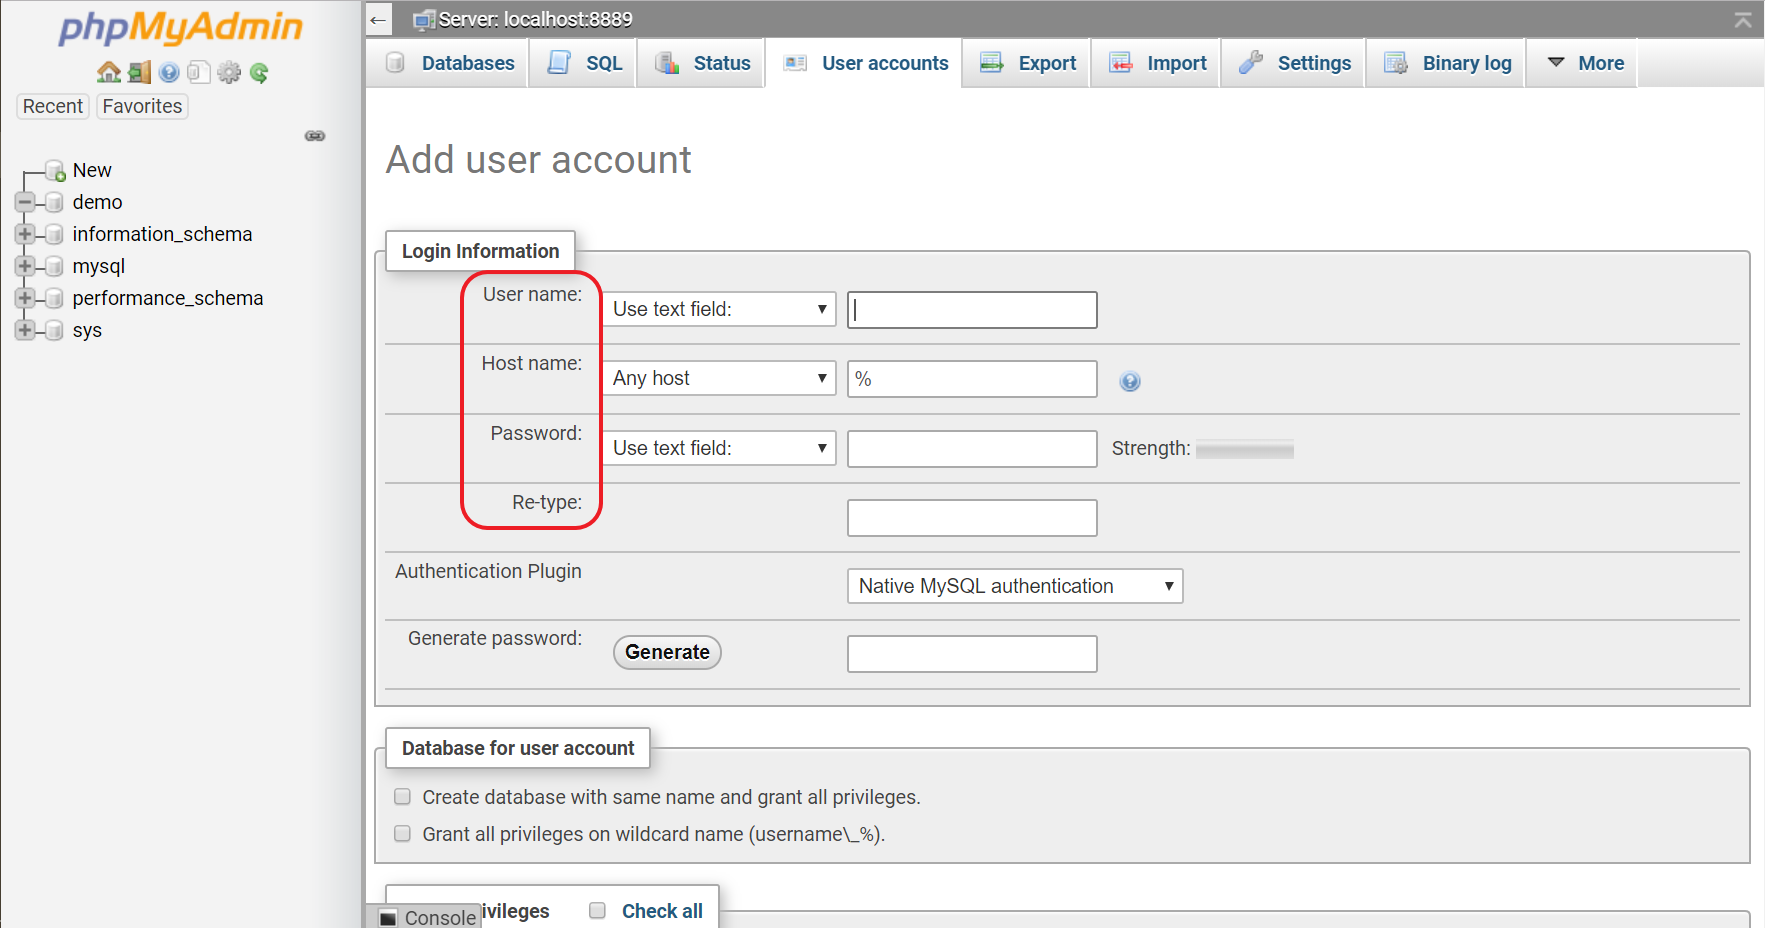 phpMyAdmin
Recent Favorites
New
demo
information_schema
mysql
performance_schema
sys
← Server: localhost:8889
Databases SQL Status User accounts Export Import Settings Binary log More
Add user account
Login Information
User name: Use text field:
Host name: Any host %
Password: Use text field: Strength:
Re-type:
Authentication Plugin Native MySQL authentication
Generate password: Generate
Database for user account
Create database with same name and grant all privileges.
Grant all privileges on wildcard name (username\_%).
ivileges Check all
Console